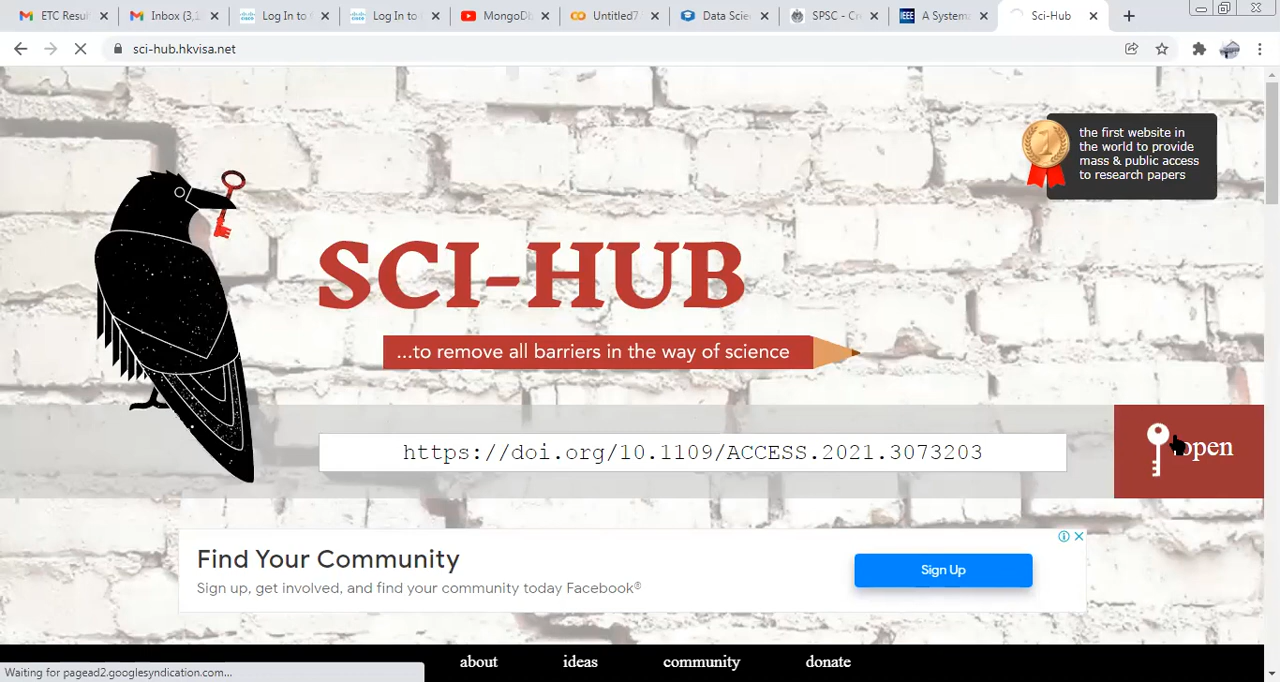 ETC Resul
Inbox (3,1
Log In to
Log In to
MongoDb
Untitled7
Data Scie
SPSC - Cr
IEEE A Systema
Sci-Hub
sci-hub.hkvisa.net
the first website in
the world to provide
mass & public access
to research papers
SCI-HUB
...to remove all barriers in the way of science
https://doi.org/10.1109/ACCESS.2021.3073203
open
Find Your Community
Sign up, get involved, and find your community today Facebook®
Sign Up
about ideas community donate
Waiting for pagead2.googlesyndication.com...